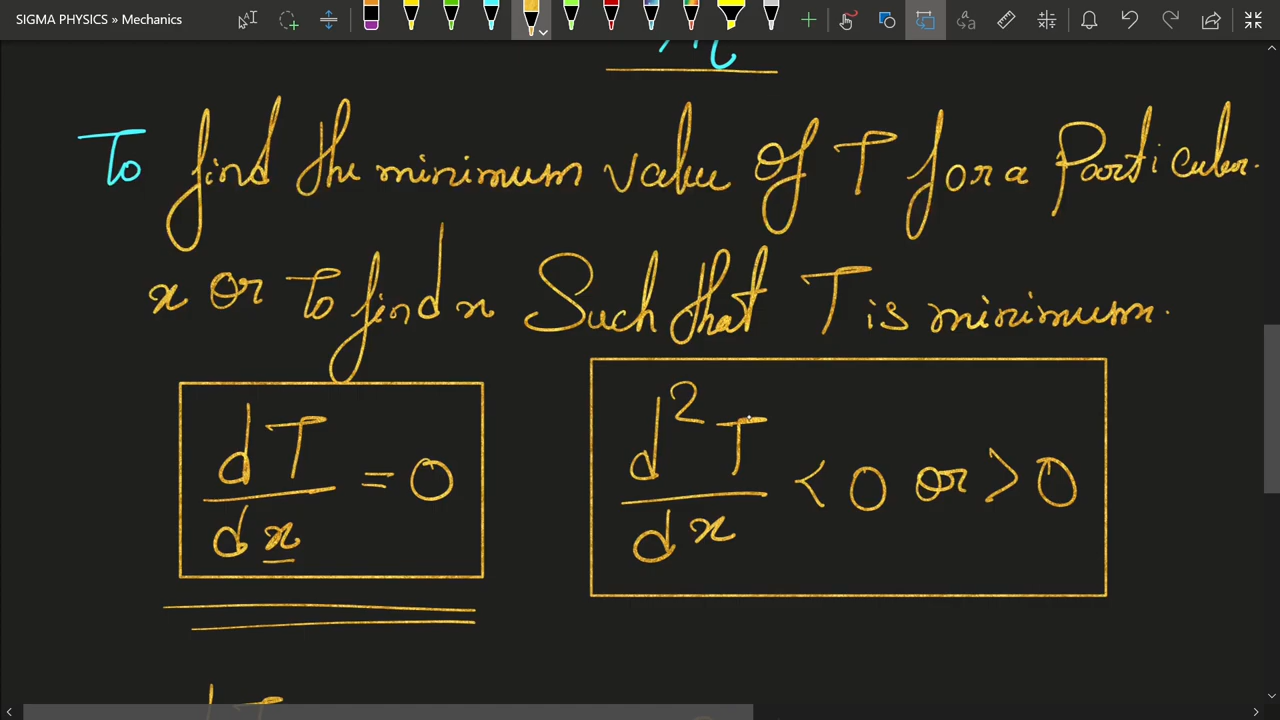 SIGMA PHYSICS » Mechanics
To find the minimum value of T for a Particular
x or To find x Such that T is minimum.
dT/dx = 0
d²T/dx < 0 or > 0